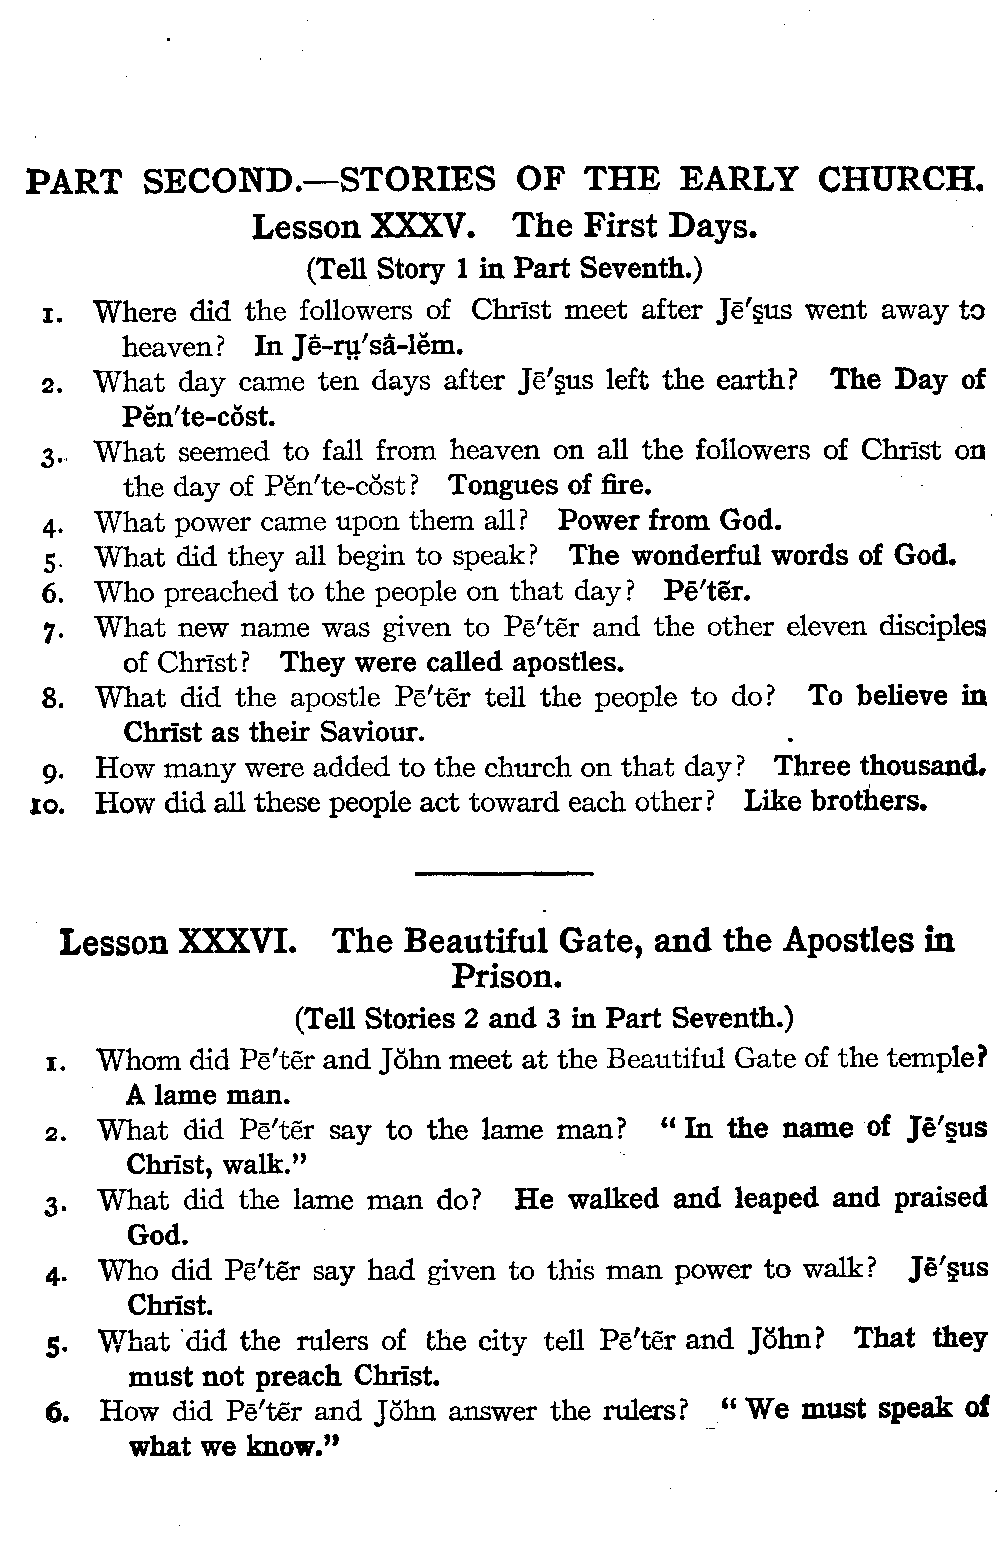 PART SECOND.—STORIES OF THE EARLY CHURCH.
Lesson XXXV. The First Days.
(Tell Story 1 in Part Seventh.)
1. Where did the followers of Chrīst meet after Jē′ş̱us went away to
heaven? In Jē̍-rṳ′sȧ-lĕm.
2. What day came ten days after Jē′ş̱us left the earth? The Day of
Pĕn′te-cŏst.
3. What seemed to fall from heaven on all the followers of Chrīst on
the day of Pĕn′te-cŏst? Tongues of fire.
4. What power came upon them all? Power from God.
5. What did they all begin to speak? The wonderful words of God.
6. Who preached to the people on that day? Pē′tẽr.
7. What new name was given to Pē′tẽr and the other eleven disciples
of Chrīst? They were called apostles.
8. What did the apostle Pē′tẽr tell the people to do? To believe in
Chrīst as their Saviour.
9. How many were added to the church on that day? Three thousand.
10. How did all these people act toward each other? Like brothers.
Lesson XXXVI. The Beautiful Gate, and the Apostles in
Prison.
(Tell Stories 2 and 3 in Part Seventh.)
1. Whom did Pē′tẽr and Jŏhn meet at the Beautiful Gate of the temple?
A lame man.
2. What did Pē′tẽr say to the lame man? “ In the name of Jē′ş̱us
Chrīst, walk.”
3. What did the lame man do? He walked and leaped and praised
God.
4. Who did Pē′tẽr say had given to this man power to walk? Jē′ş̱us
Chrīst.
5. What did the rulers of the city tell Pē′tẽr and Jŏhn? That they
must not preach Chrīst.
6. How did Pē′tẽr and Jŏhn answer the rulers? “ We must speak of
what we know.”